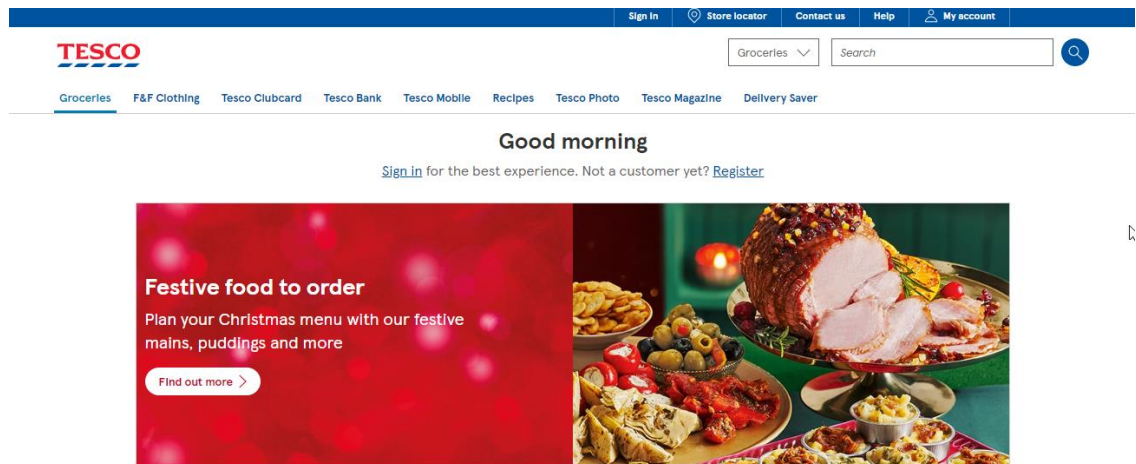 Sign In Store locator Contact us Help My account
TESCO
Groceries Search
Groceries F&F Clothing Tesco Clubcard Tesco Bank Tesco Mobile Recipes Tesco Photo Tesco Magazine Delivery Saver
Good morning
Sign in for the best experience. Not a customer yet? Register
Festive food to order
Plan your Christmas menu with our festive
mains, puddings and more
Find out more